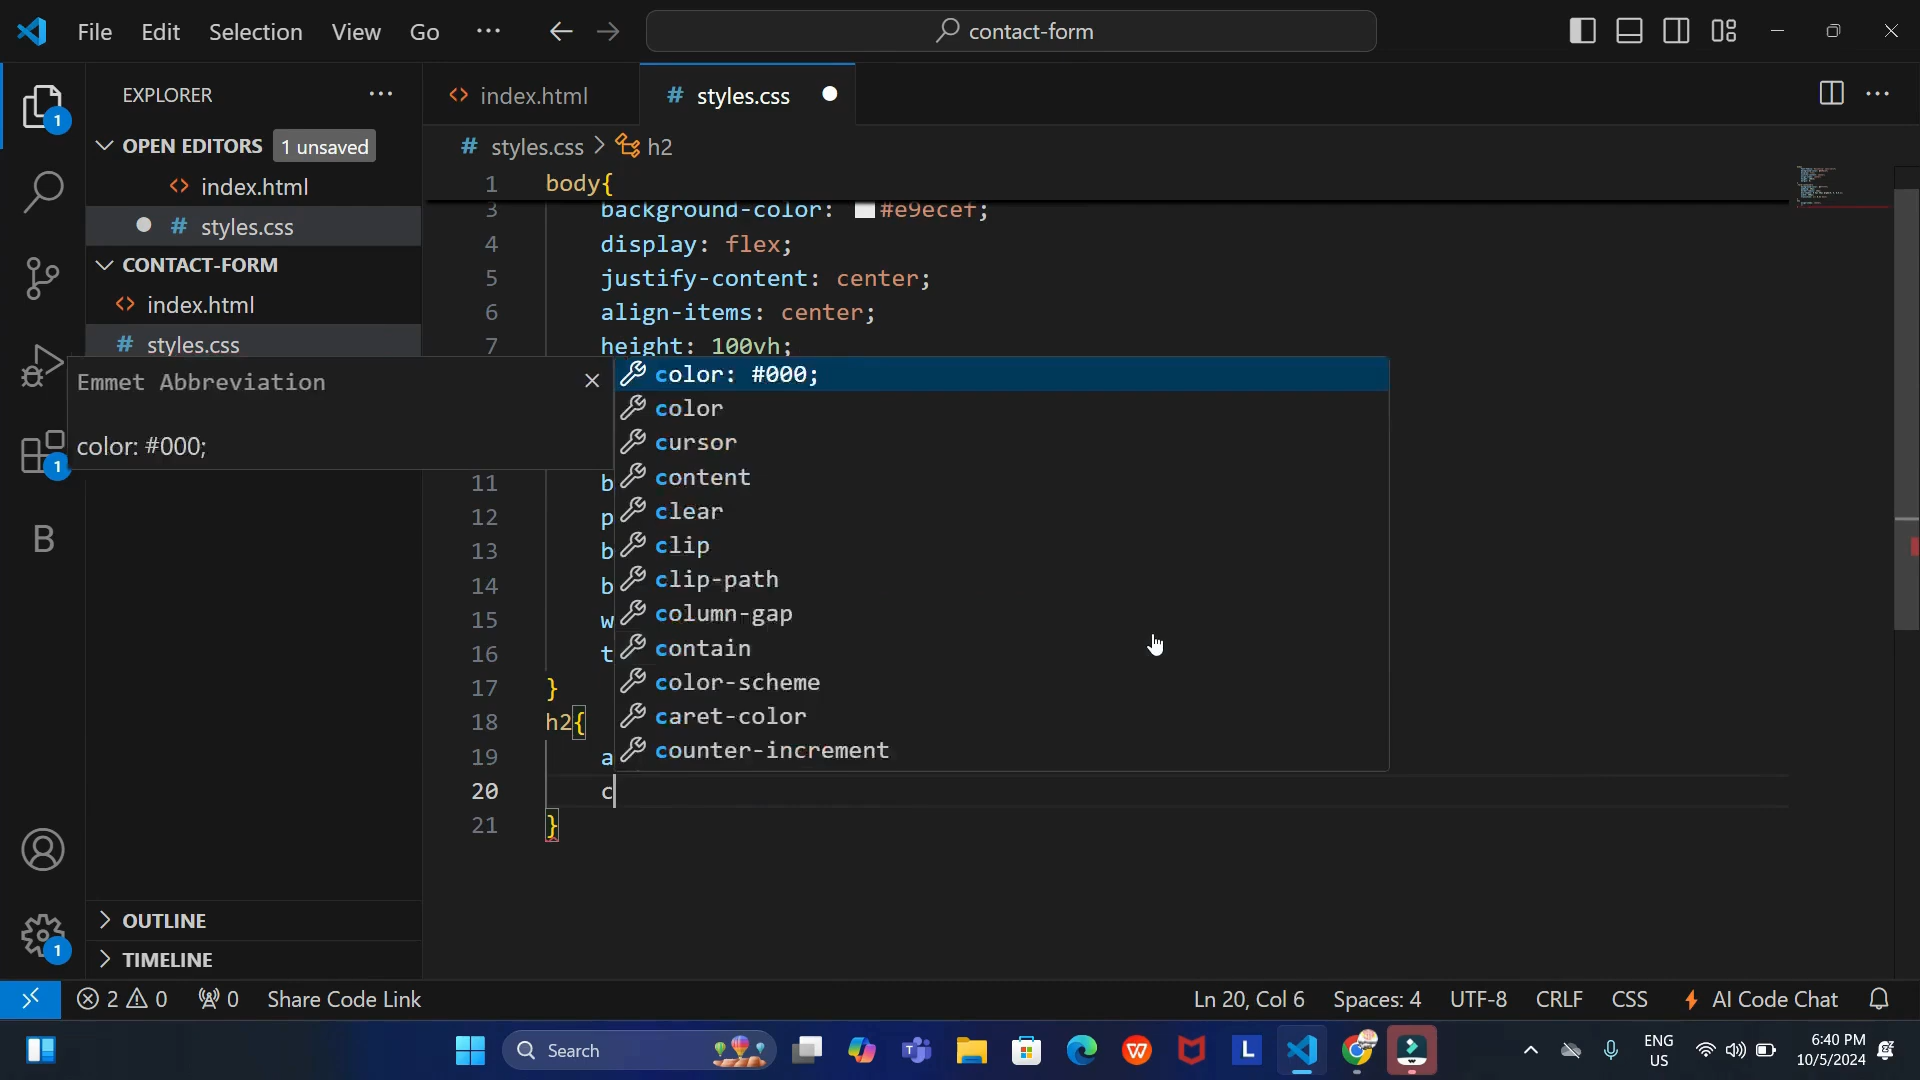 File Edit Selection View Go ··· contact-form
EXPLORER ···
OPEN EDITORS 1 unsaved
index.html
# styles.css
CONTACT-FORM
index.html
# styles.css
1
1
1
B
OUTLINE
TIMELINE
index.html # styles.css ···
# styles.css > h2
1 body{
3 background-color: #e9ecef;
4 display: flex;
5 justify-content: center;
6 align-items: center;
7 height: 100vh;
Emmet Abbreviation
color: #000;
color: #000;
color
cursor
content
clear
clip
clip-path
column-gap
contain
color-scheme
caret-color
counter-increment
11 b
12 p
13 b
14 b
15 w
16 t
17 }
18 h2{
19 a
20 c
21 }
2 0 0 Share Code Link Ln 20, Col 6 Spaces: 4 UTF-8 CRLF CSS AI Code Chat
Search
L
ENG
US
6:40 PM
10/5/2024